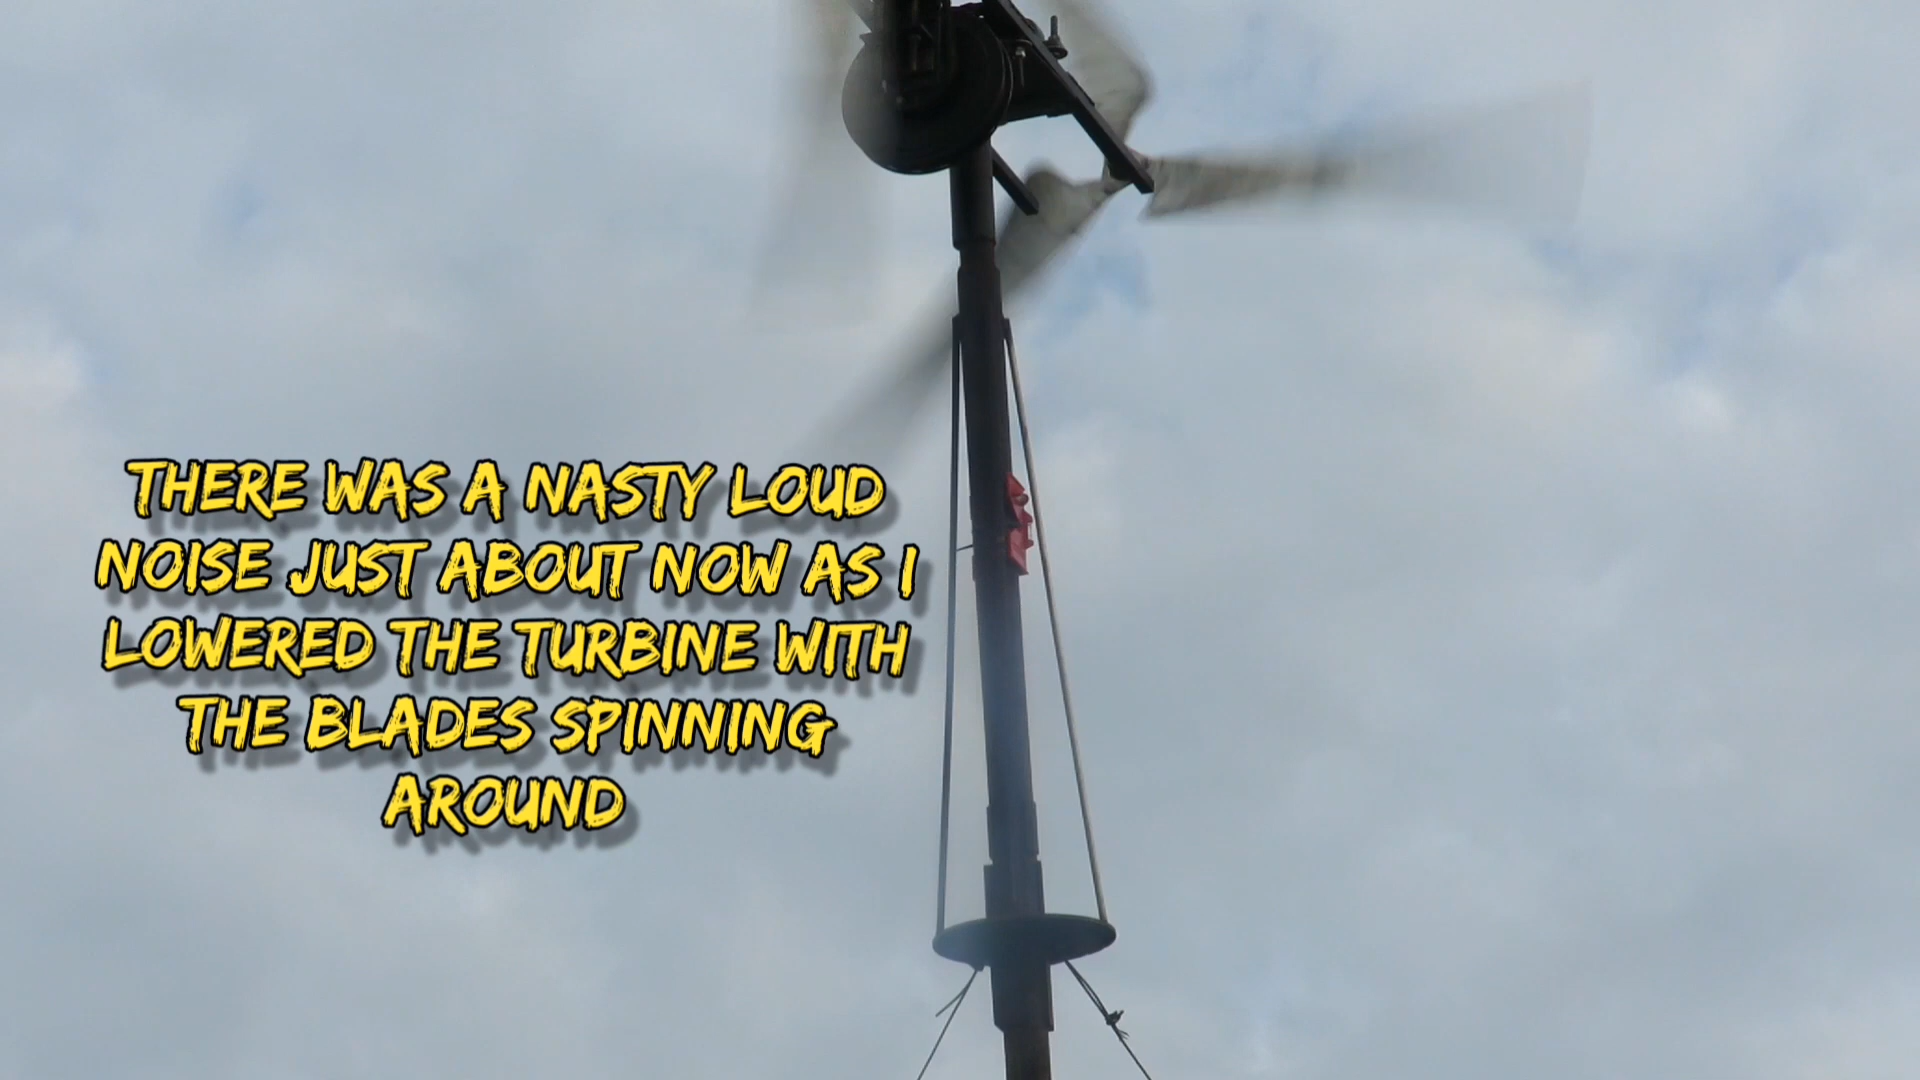 THERE WAS A NASTY LOUD
NOISE JUST ABOUT NOW AS I
LOWERED THE TURBINE WITH
THE BLADES SPINNING
AROUND